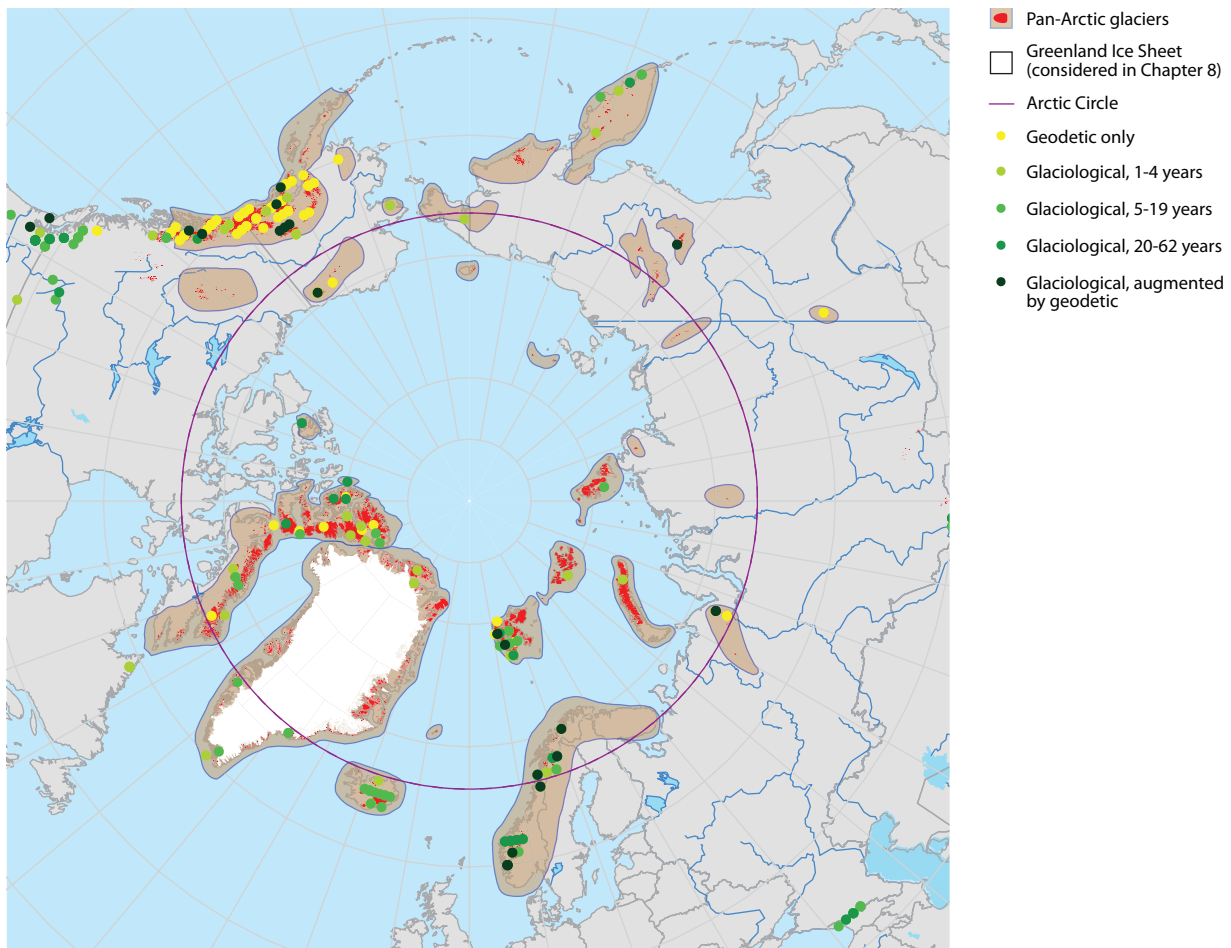 Pan-Arctic glaciers
Greenland Ice Sheet
(considered in Chapter 8)
Arctic Circle
Geodetic only
Glaciological, 1-4 years
Glaciological, 5-19 years
Glaciological, 20-62 years
Glaciological, augmented
by geodetic